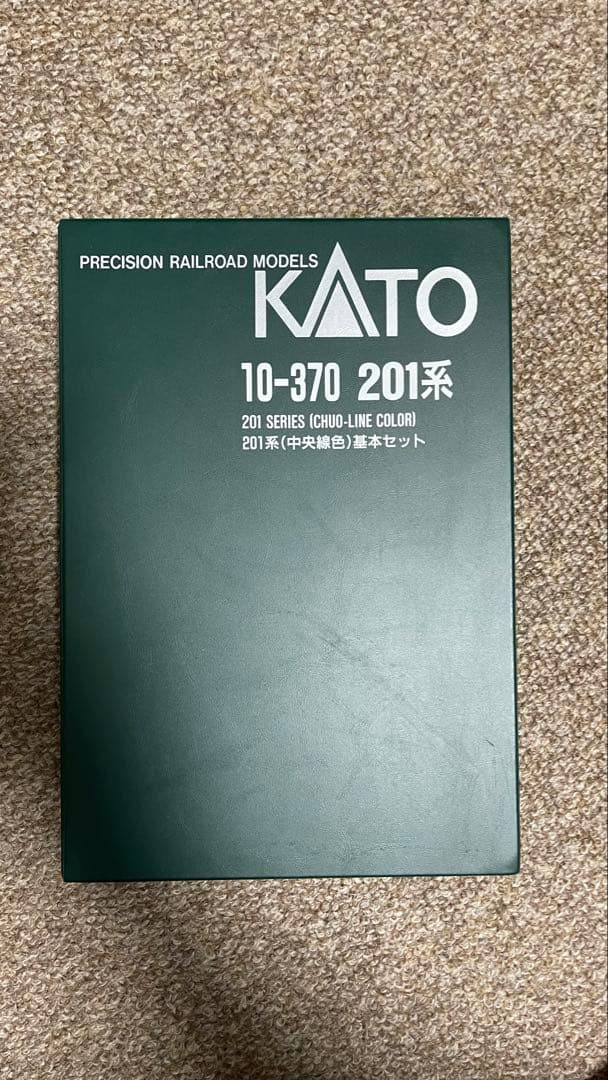 PRECISION RAILROAD MODELS
KATO
10-370 201系
201 SERIES (CHUO-LINE COLOR)
201系(中央線色)基本セット